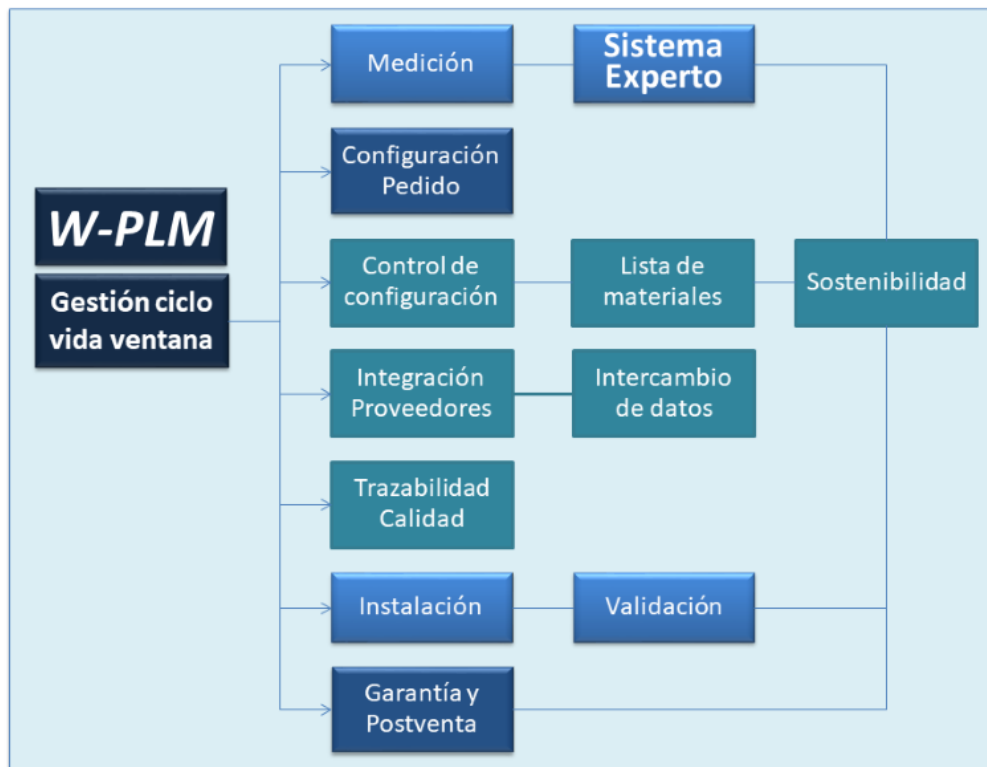 Medición
Sistema
Experto
Configuración
Pedido
W-PLM
Gestión ciclo
vida ventana
Control de
configuración
Lista de
materiales
Sostenibilidad
Integración
Proveedores
Intercambio
de datos
Trazabilidad
Calidad
Instalación
Validación
Garantía y
Postventa